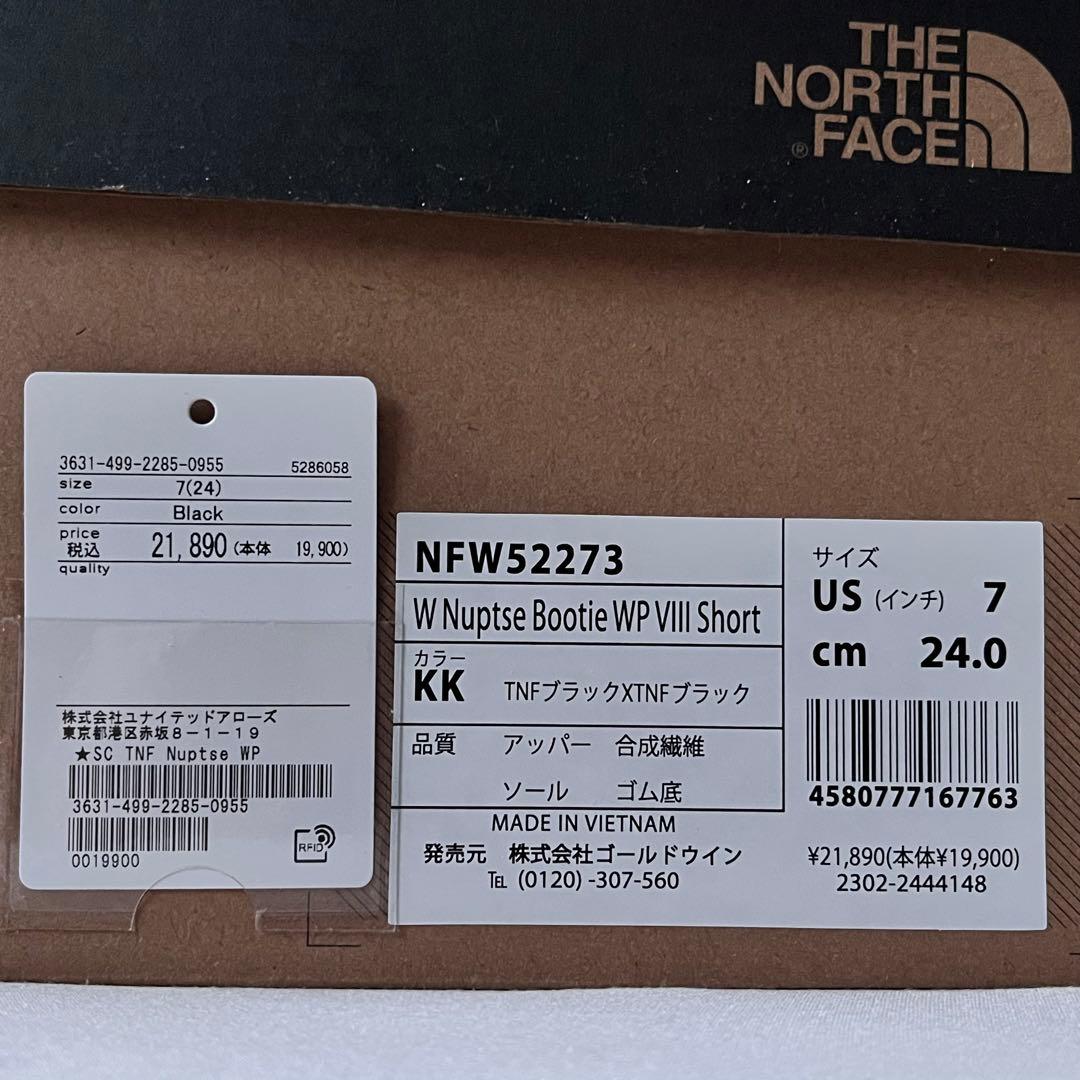 THE
NORTH
FACE
®
3631-499-2285-0955 5286058
size 7(24)
color Black
price
税込 21,890 (本体 19,900)
quality
株式会社ユナイテッドアローズ
東京都港区赤坂8-1-19
★SC TNF Nuptse WP
3631-499-2285-0955
0019900
RFID
NFW52273
W Nuptse Bootie WP VIII Short
カラー
KK TNFブラックXTNFブラック
品質 アッパー 合成繊維
ソール ゴム底
MADE IN VIETNAM
発売元 株式会社ゴールドウイン
℡ (0120) -307-560
サイズ
US (インチ) 7
cm 24.0
4580777167763
¥21,890(本体¥19,900)
2302-2444148